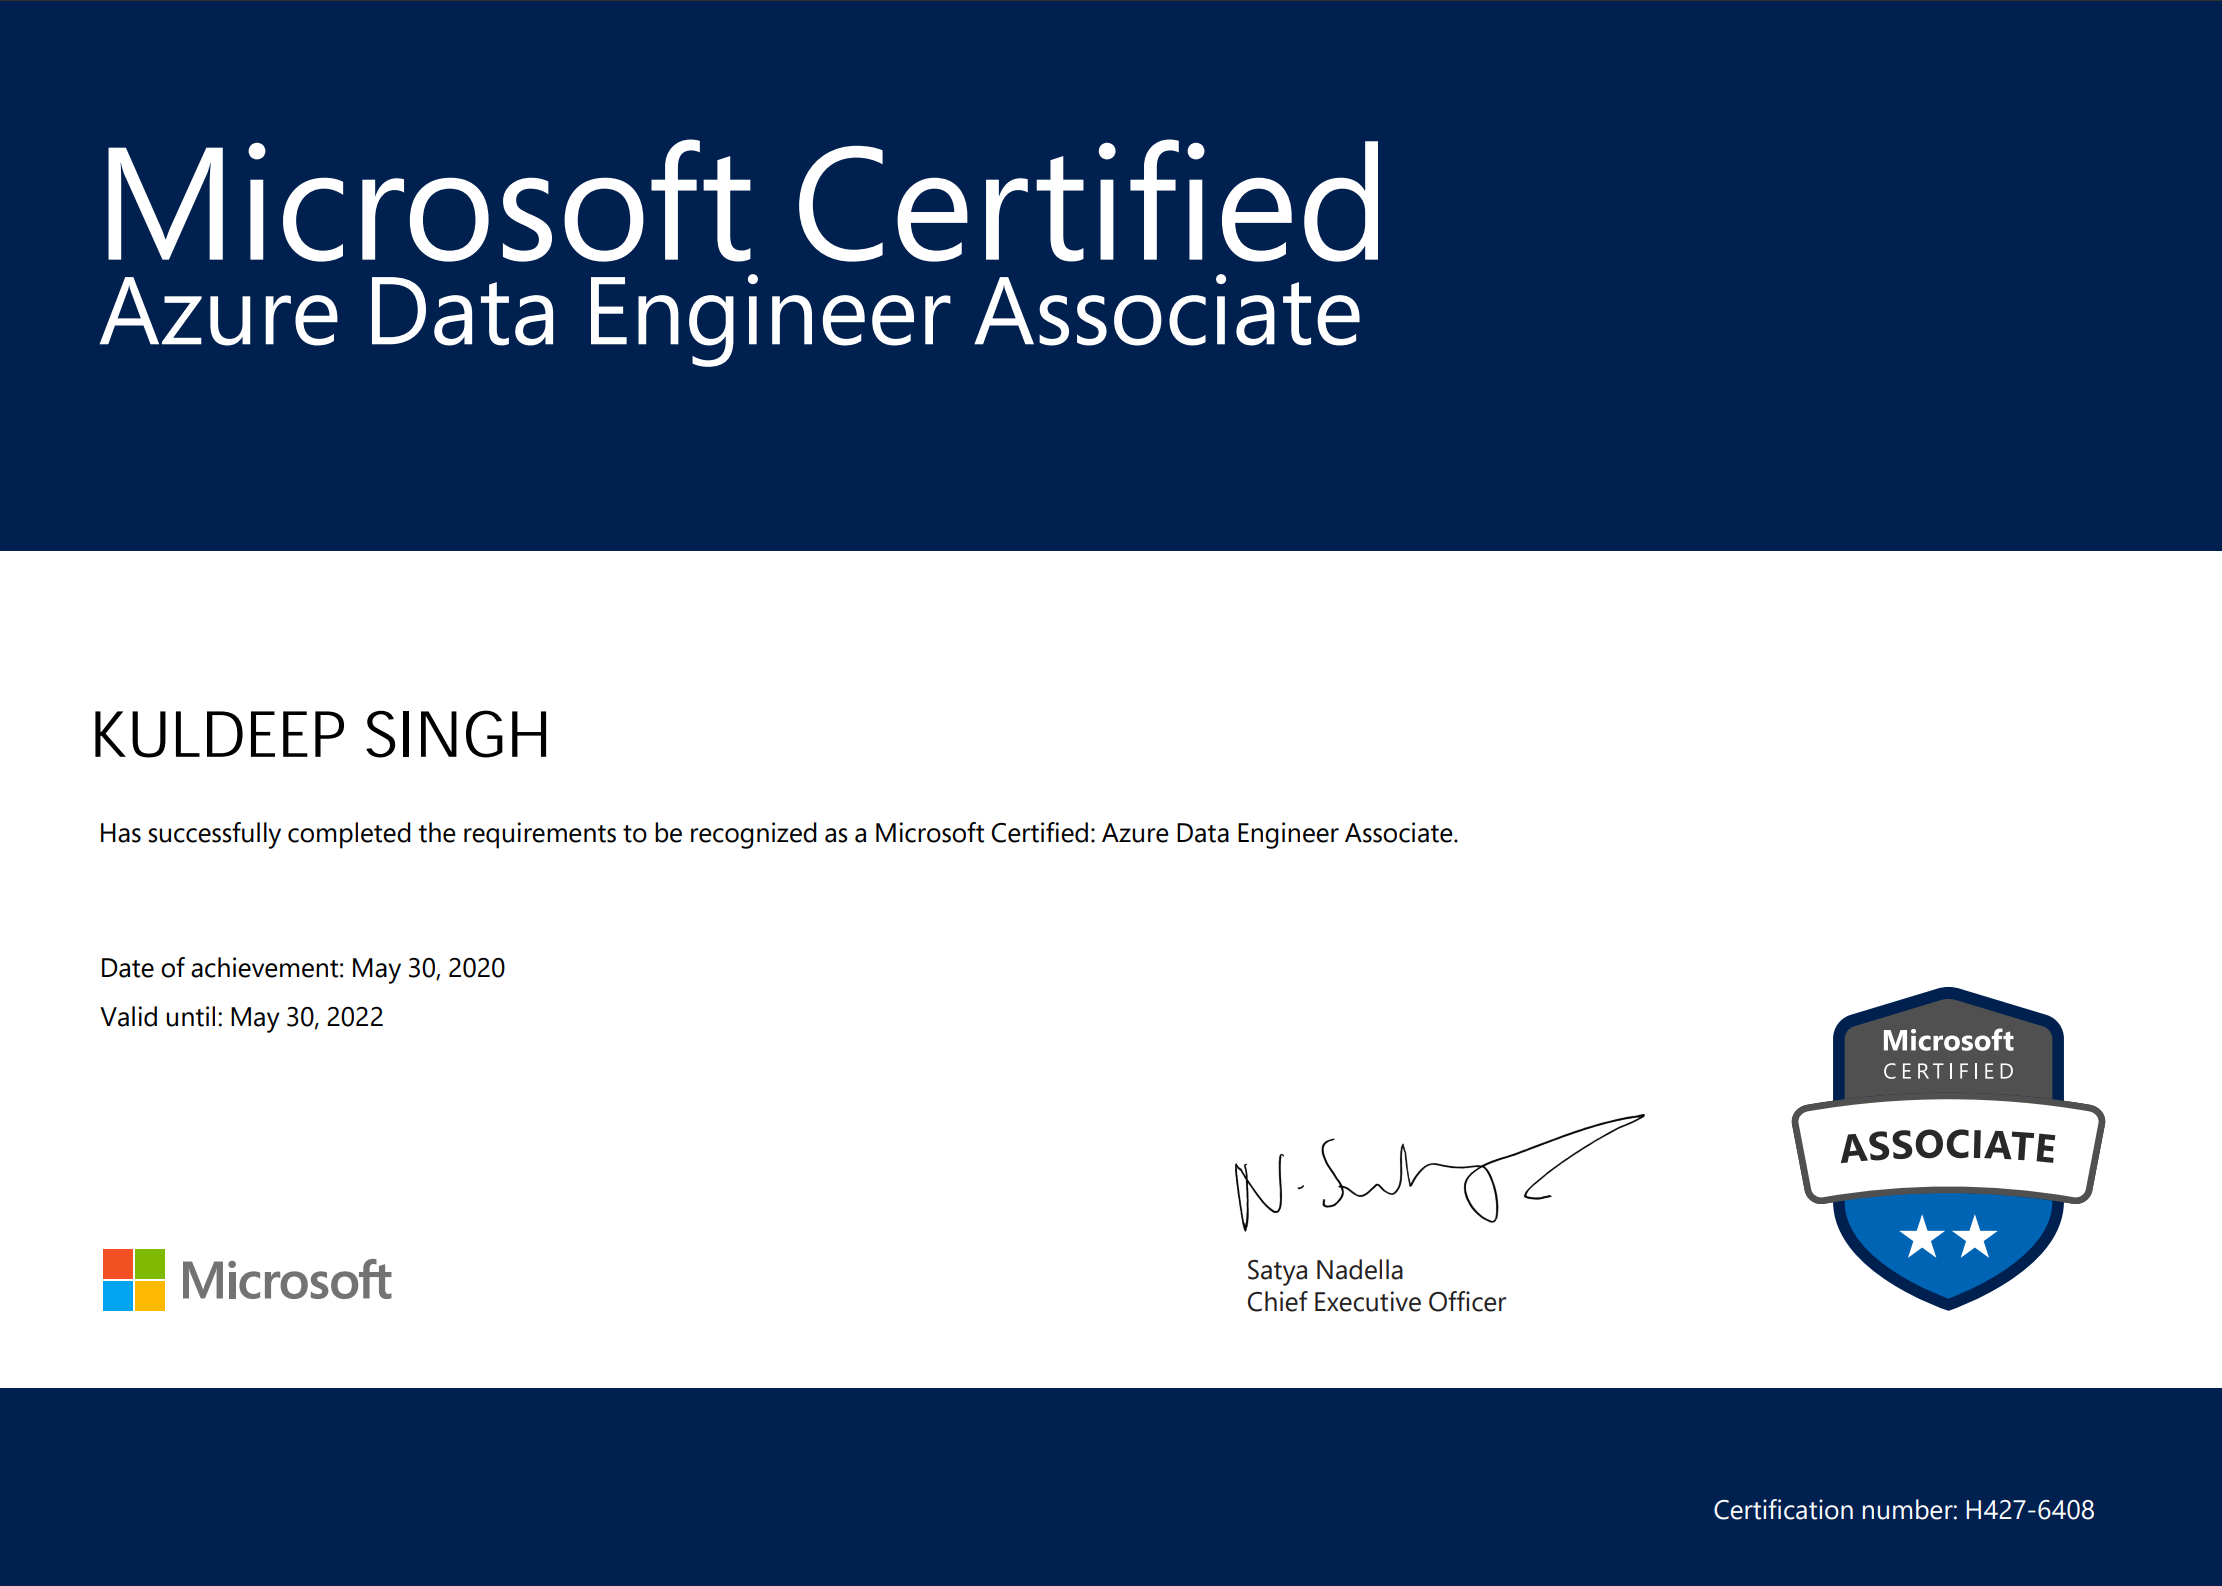 Microsoft Certified
Azure Data Engineer Associate
KULDEEP SINGH
Has successfully completed the requirements to be recognized as a Microsoft Certified: Azure Data Engineer Associate.
Date of achievement: May 30, 2020
Valid until: May 30, 2022
Microsoft
CERTIFIED
ASSOCIATE
Microsoft
Satya Nadella
Chief Executive Officer
Certification number: H427-6408